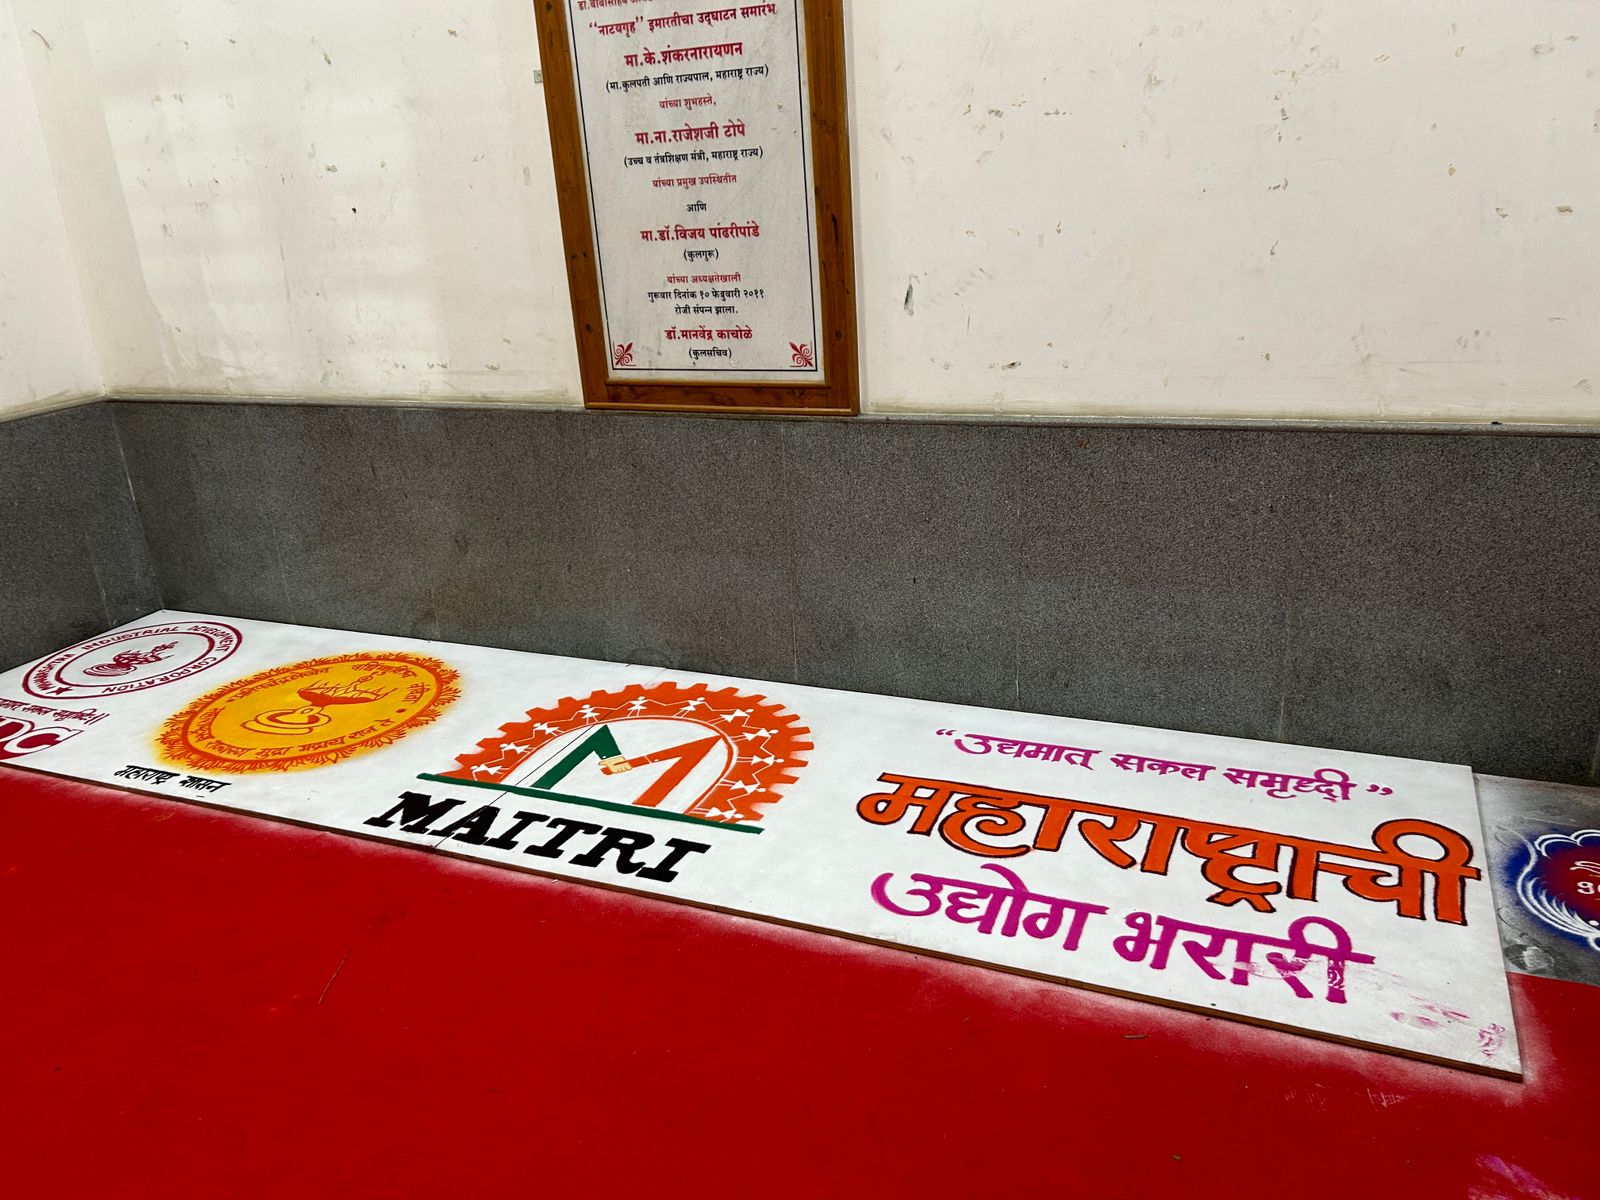 “नाटयगृह” इमारतीचा उद्‌घाटन समारंभ
मा.के.शंकरनारायणन
(मा.कुलपती आणि राज्यपाल, महाराष्ट्र राज्य)
यांच्या शुभहस्ते,
मा.ना.राजेशजी टोपे
(उच्च व तंत्रशिक्षण मंत्री, महाराष्ट्र राज्य)
यांच्या प्रमुख उपस्थितीत
आणि
मा.डॉ.विजय पांढरीपांडे
(कुलगुरू)
यांच्या अध्यक्षतेखाली
गुरूवार दिनांक १० फेब्रुवारी २०११
रोजी संपन्न झाला.
डॉ.मानवेंद्र काचोळे
(कुलसचिव)
INDUSTRIAL DEVELOPMENT CORPORATION
महाराष्ट्र शासन
MAITRI
“उद्यमात् सकल समृध्दी”
महाराष्ट्राची
उद्योग भरारी